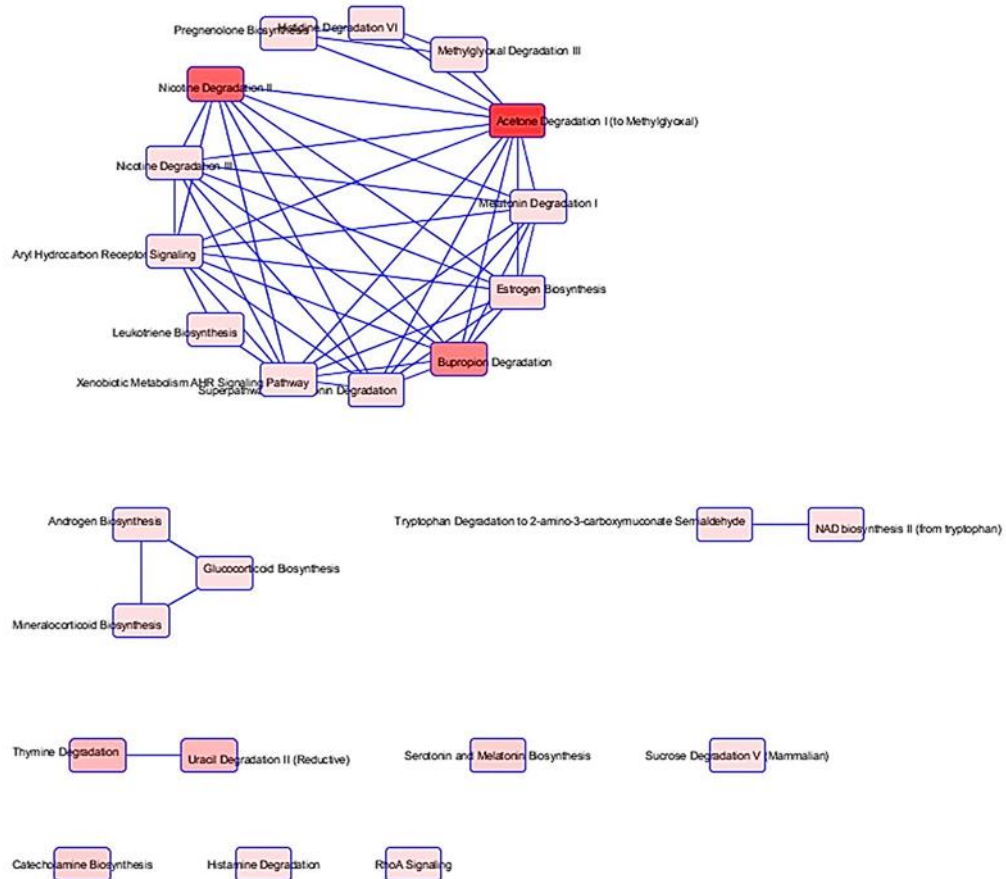 Pregnenolone Biosynthesis
Histidine Degradation VI
Methylglyoxal Degradation III
Nicotine Degradation II
Acetone Degradation I (to Methylglyoxal)
Nicotine Degradation III
Melatonin Degradation I
Aryl Hydrocarbon Receptor Signaling
Estrogen Biosynthesis
Leukotriene Biosynthesis
Bupropion Degradation
Xenobiotic Metabolism AHR Signaling Pathway
Degradation
Androgen Biosynthesis
Tryptophan Degradation to 2-amino-3-carboxymuconate Semialdehyde
NAD biosynthesis II (from tryptophan)
Glucocorticoid Biosynthesis
Mineralocorticoid Biosynthesis
Thymine Degradation
Uracil Degradation II (Reductive)
Serotonin and Melatonin Biosynthesis
Sucrose Degradation V (Mammalian)
Catecholamine Biosynthesis
Histamine Degradation
RhoA Signaling